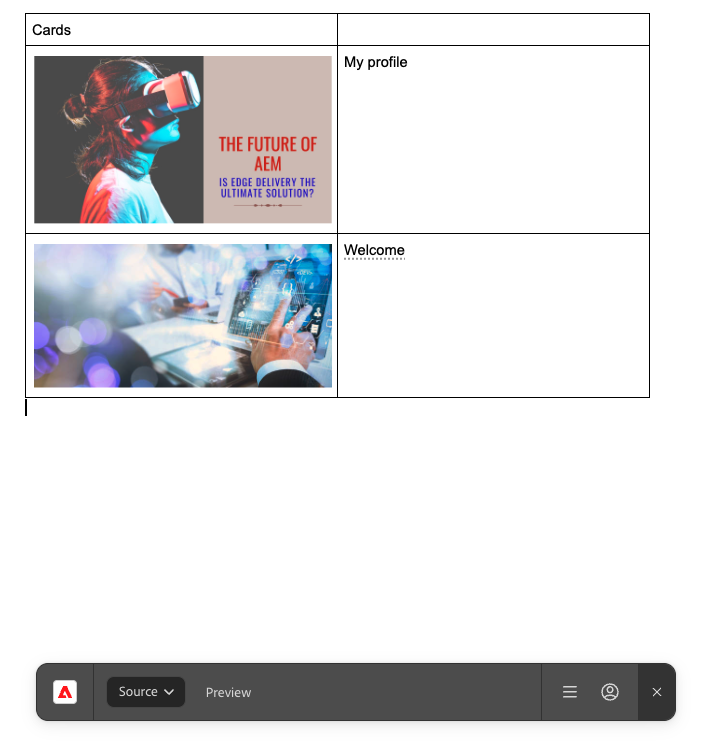 Cards
My profile
THE FUTURE OF
AEM
IS EDGE DELIVERY THE
ULTIMATE SOLUTION?
Welcome
</>
{}
Source
Preview